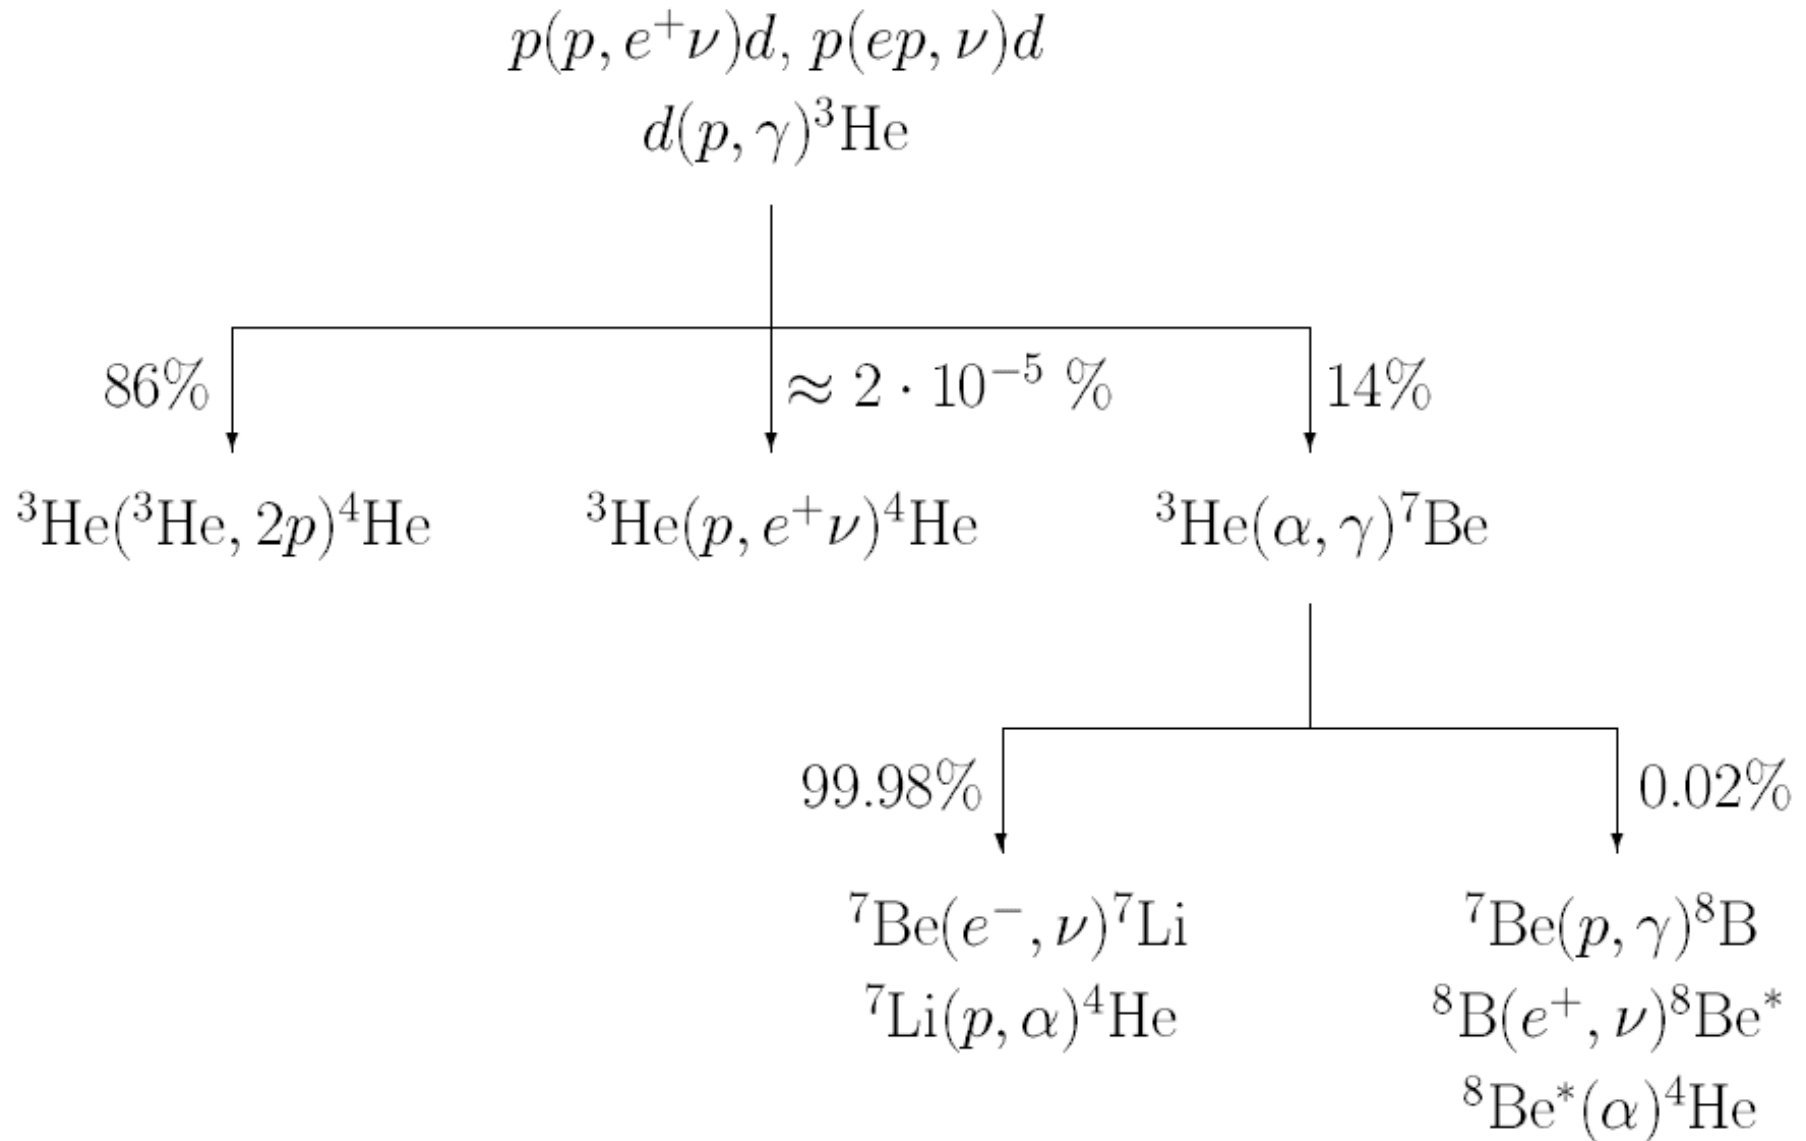 p(p, e⁺ν)d, p(ep, ν)d
d(p, γ)³He
86%
≈ 2 · 10⁻⁵ %
14%
³He(³He, 2p)⁴He
³He(p, e⁺ν)⁴He
³He(α, γ)⁷Be
99.98%
0.02%
⁷Be(e⁻, ν)⁷Li
⁷Be(p, γ)⁸B
⁷Li(p, α)⁴He
⁸B(e⁺, ν)⁸Be*
⁸Be*(α)⁴He